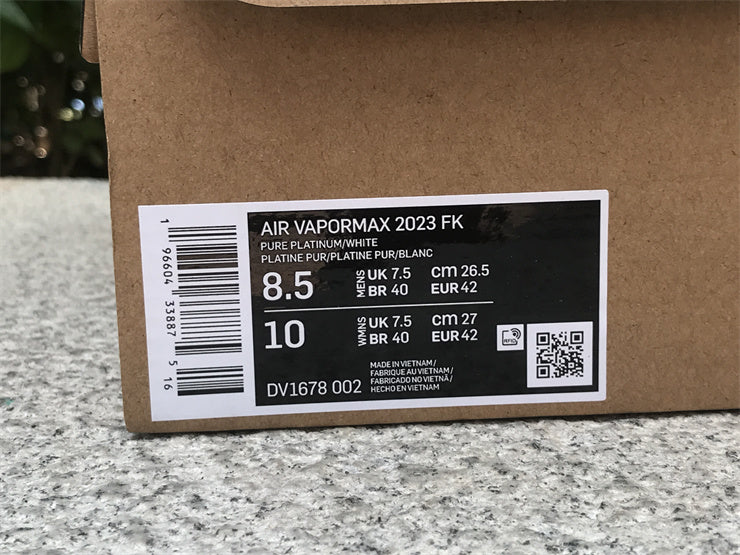 1 96604 33887 5 16
AIR VAPORMAX 2023 FK
PURE PLATINUM/WHITE
PLATINE PUR/PLATINE PUR/BLANC
8.5
MENS
UK 7.5 cm 26.5
BR 40 EUR 42
10
WMNS
UK 7.5 cm 27
BR 40 EUR 42
RFID
DV1678 002
MADE IN VIETNAM/
FABRIQUE AU VIETNAM/
FABRICADO NO VIETNÃ/
HECHO EN VIETNAM